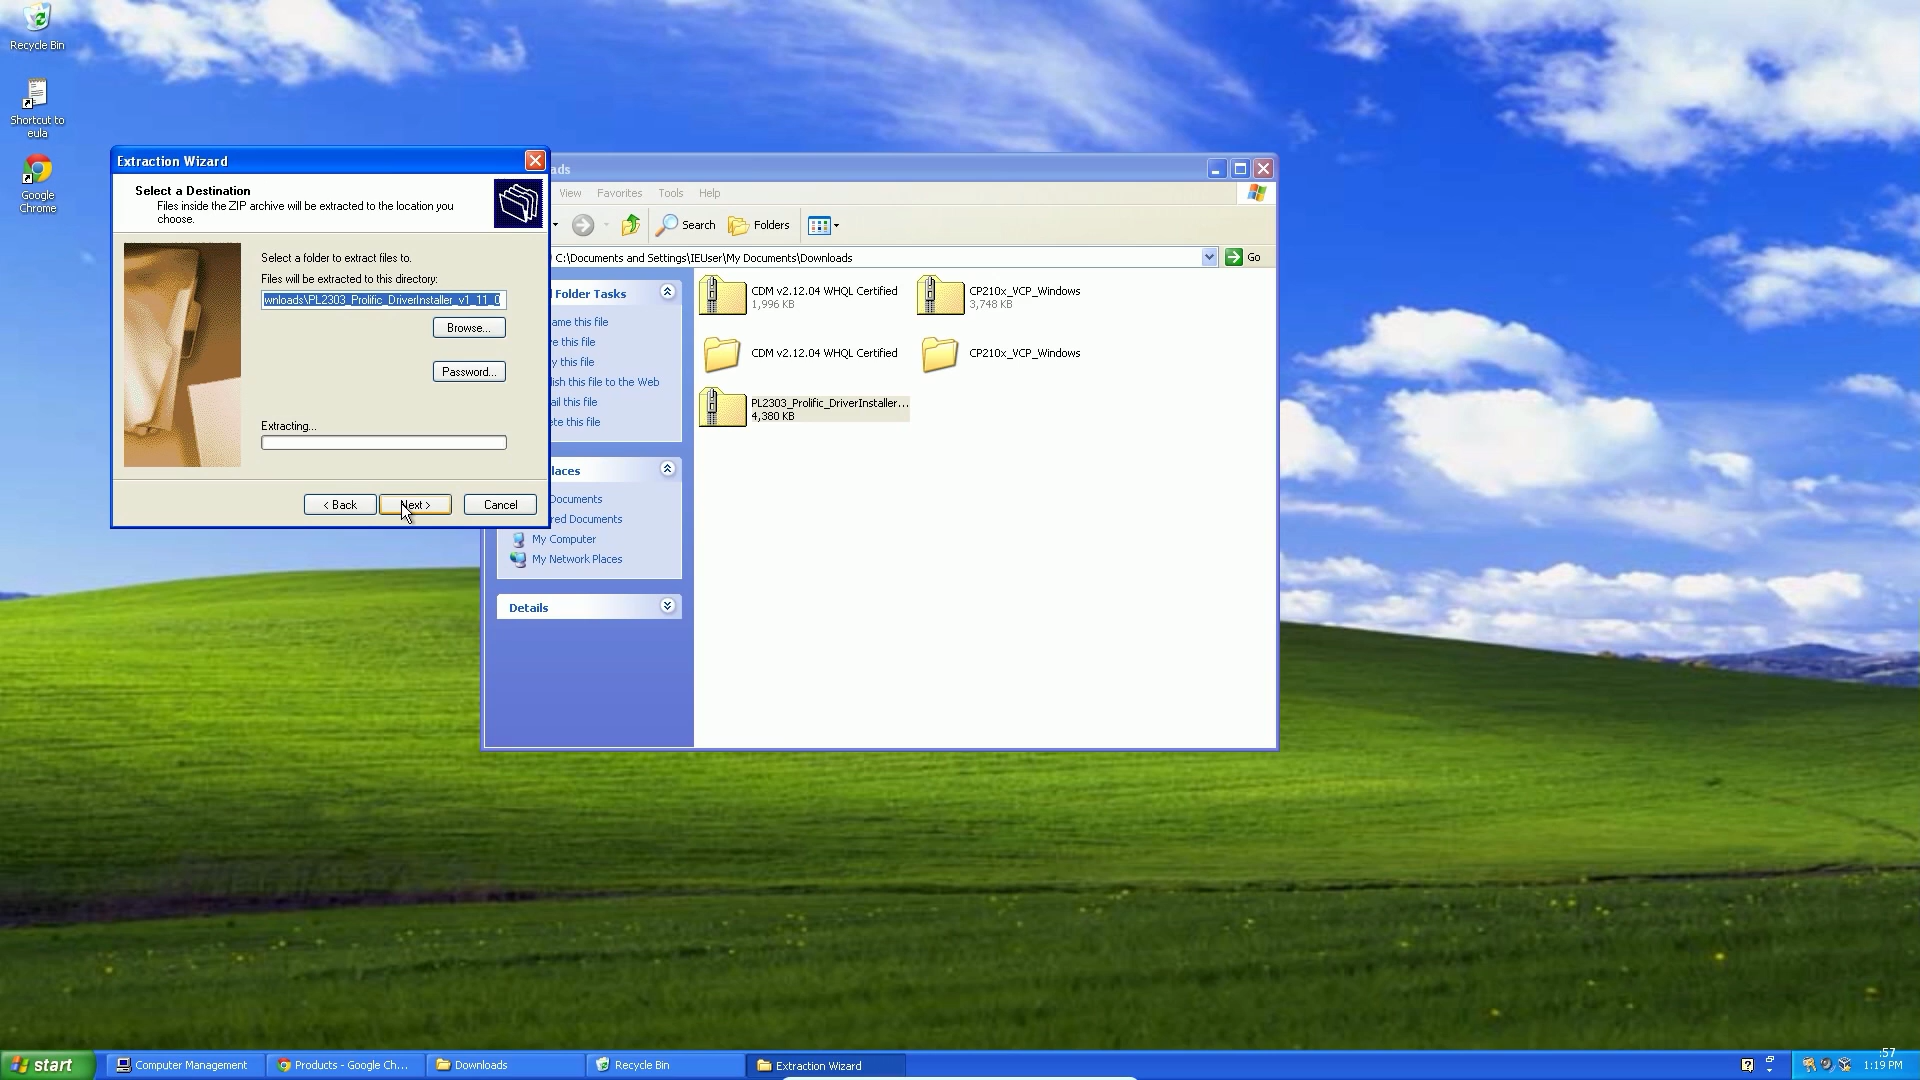 Recycle Bin
Shortcut to
eula
Google
Chrome
Extraction Wizard
Select a Destination
Files inside the ZIP archive will be extracted to the location you
choose.
Select a folder to extract files to.
Files will be extracted to this directory:
wnloads\PL2303_Prolific_DriverInstaller_v1_11_0
Browse...
Password...
Extracting...
< Back
Next >
Cancel
ads
View Favorites Tools Help
Search
Folders
C:\Documents and Settings\IEUser\My Documents\Downloads
Go
Folder Tasks
ame this file
ve this file
y this file
lish this file to the Web
ail this file
ete this file
laces
Documents
red Documents
My Computer
My Network Places
Details
CDM v2.12.04 WHQL Certified
1,996 KB
CP210x_VCP_Windows
3,748 KB
CDM v2.12.04 WHQL Certified
CP210x_VCP_Windows
PL2303_Prolific_DriverInstaller...
4,380 KB
start
Computer Management
Products - Google Ch...
Downloads
Recycle Bin
Extraction Wizard
:57
1:19 PM